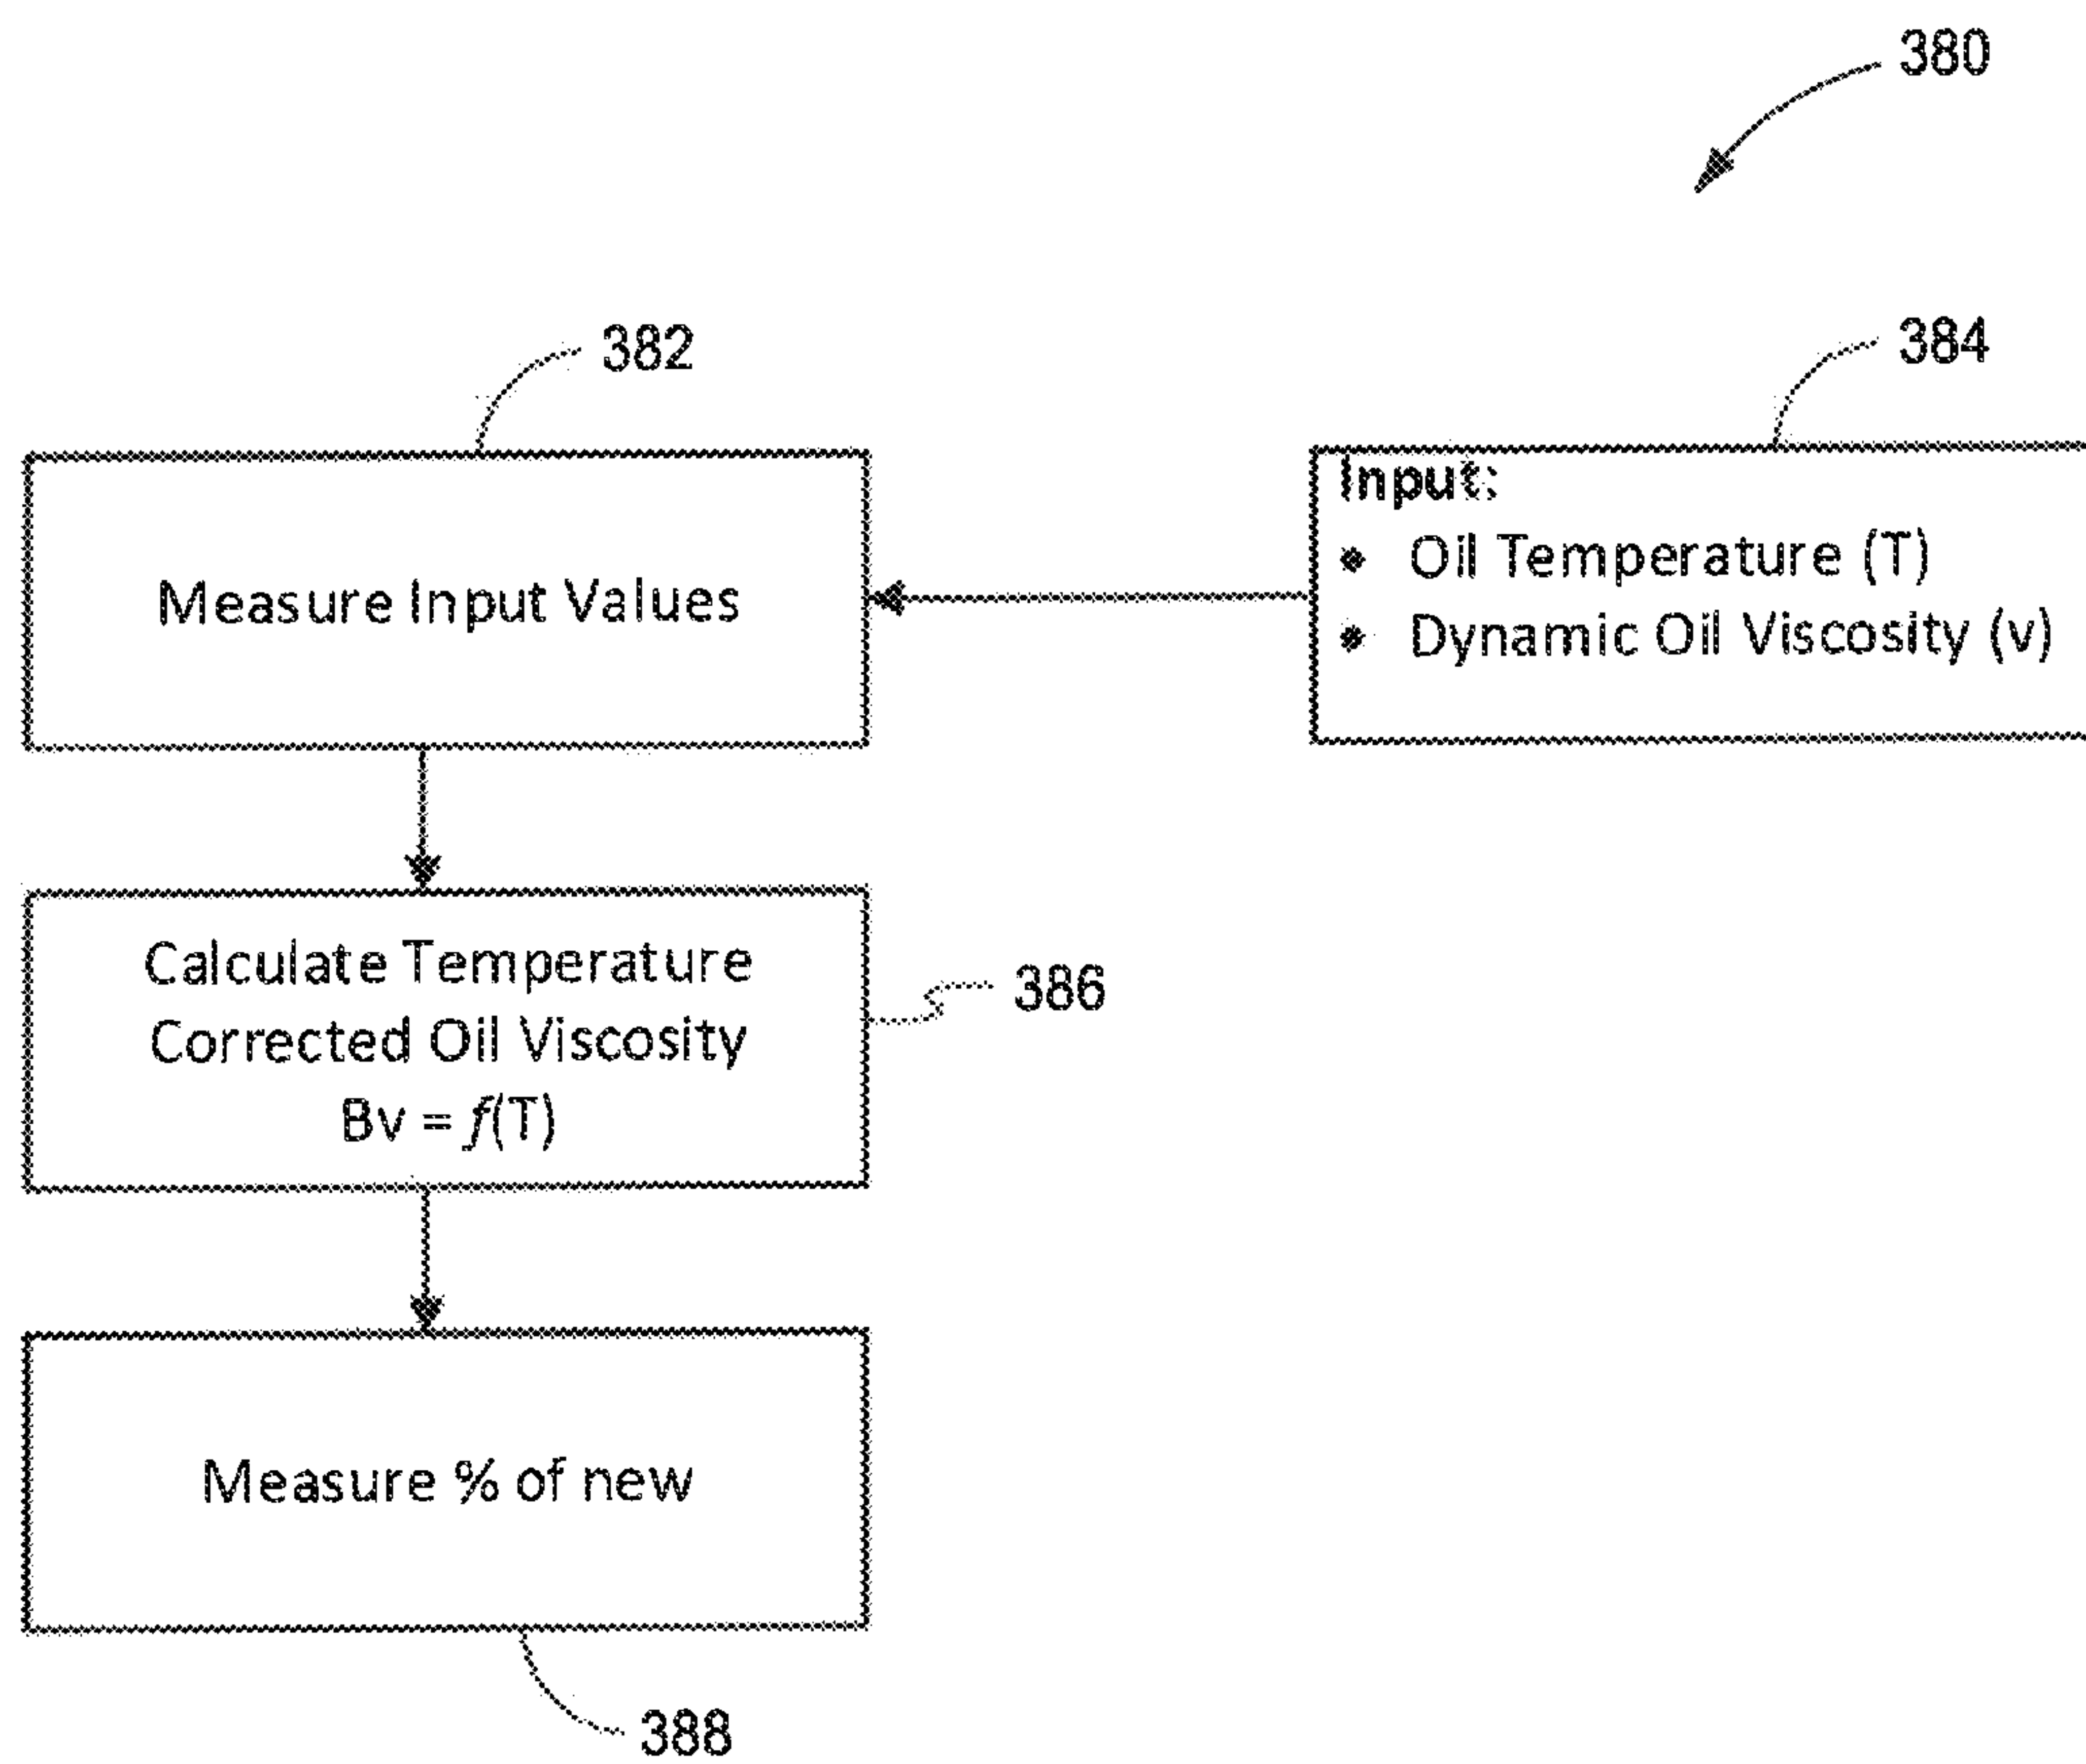 380
382
384
Input:
• Oil Temperature (T)
• Dynamic Oil Viscosity (v)
Measure Input Values
Calculate Temperature
Corrected Oil Viscosity
Bv = f(T)
386
Measure % of new
388